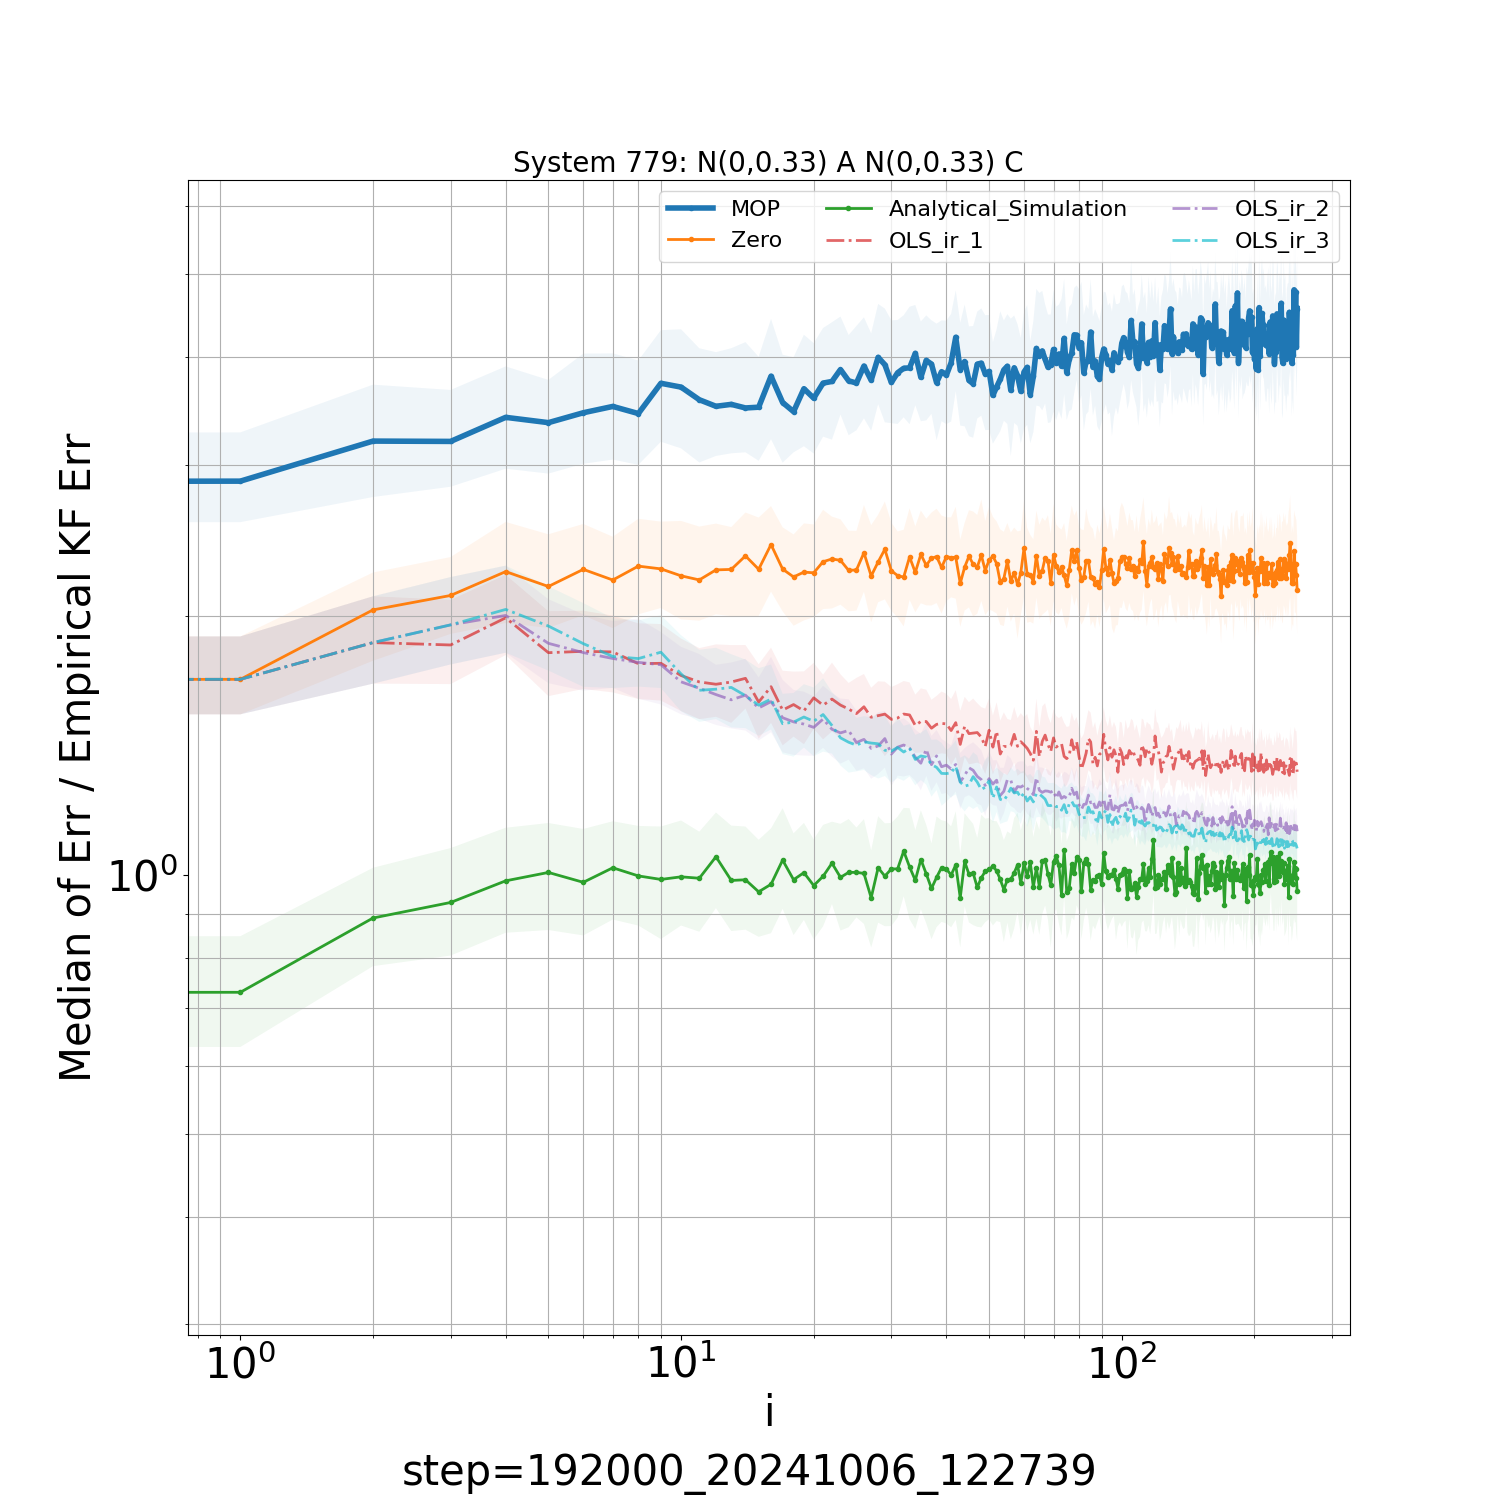 System 779: N(0,0.33) A N(0,0.33) C
MOP
Zero
Analytical_Simulation
OLS_ir_1
OLS_ir_2
OLS_ir_3
Median of Err / Empirical KF Err
10⁰
10⁰
10¹
10²
i
step=192000_20241006_122739